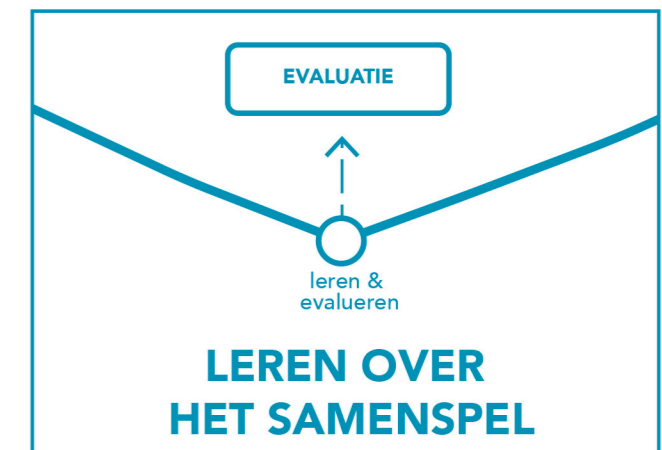 EVALUATIE
leren &
evalueren
LEREN OVER
HET SAMENSPEL